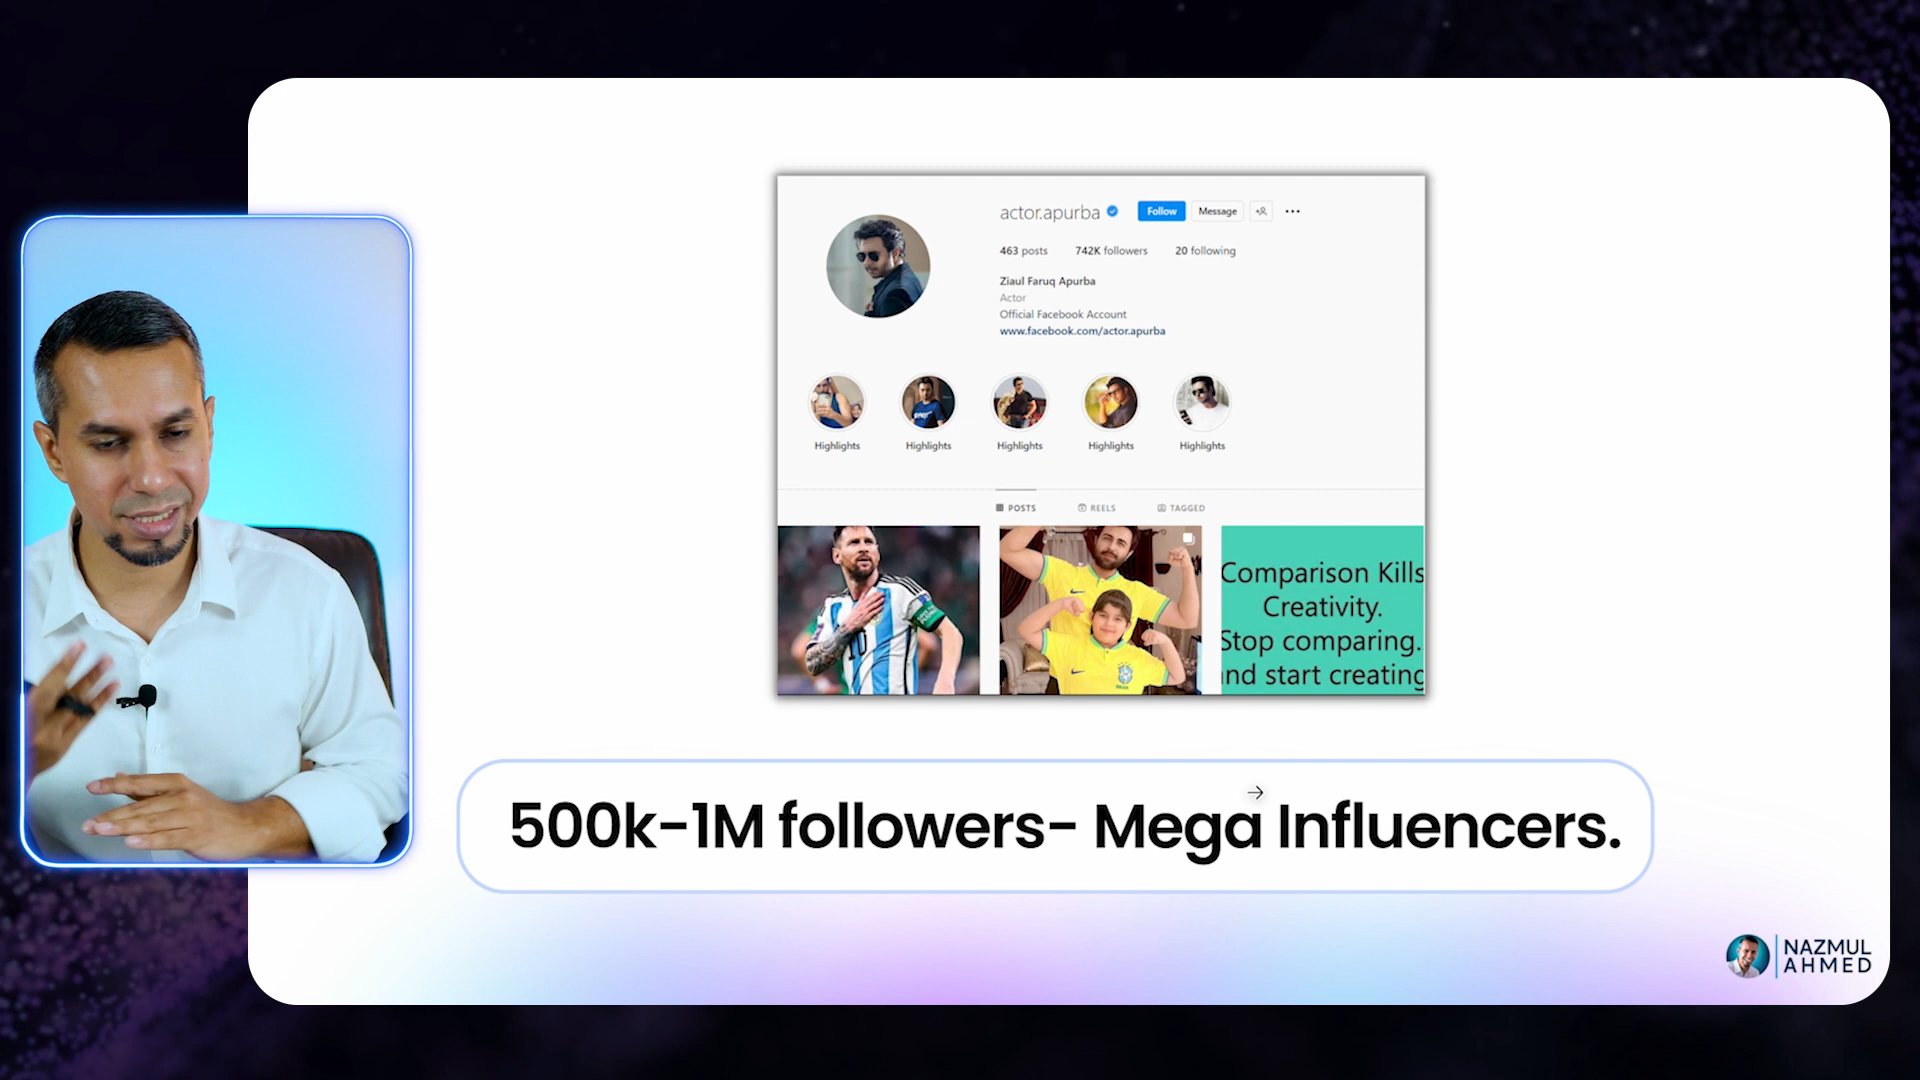 actor.apurba
Follow
Message
463 posts
742K followers
20 following
Ziaul Faruq Apurba
Actor
Official Facebook Account
www.facebook.com/actor.apurba
Highlights
Highlights
Highlights
Highlights
Highlights
POSTS
REELS
TAGGED
10
Comparison Kills
Creativity.
Stop comparing.
nd start creating
500k-1M followers- Mega Influencers.
NAZMUL
AHMED